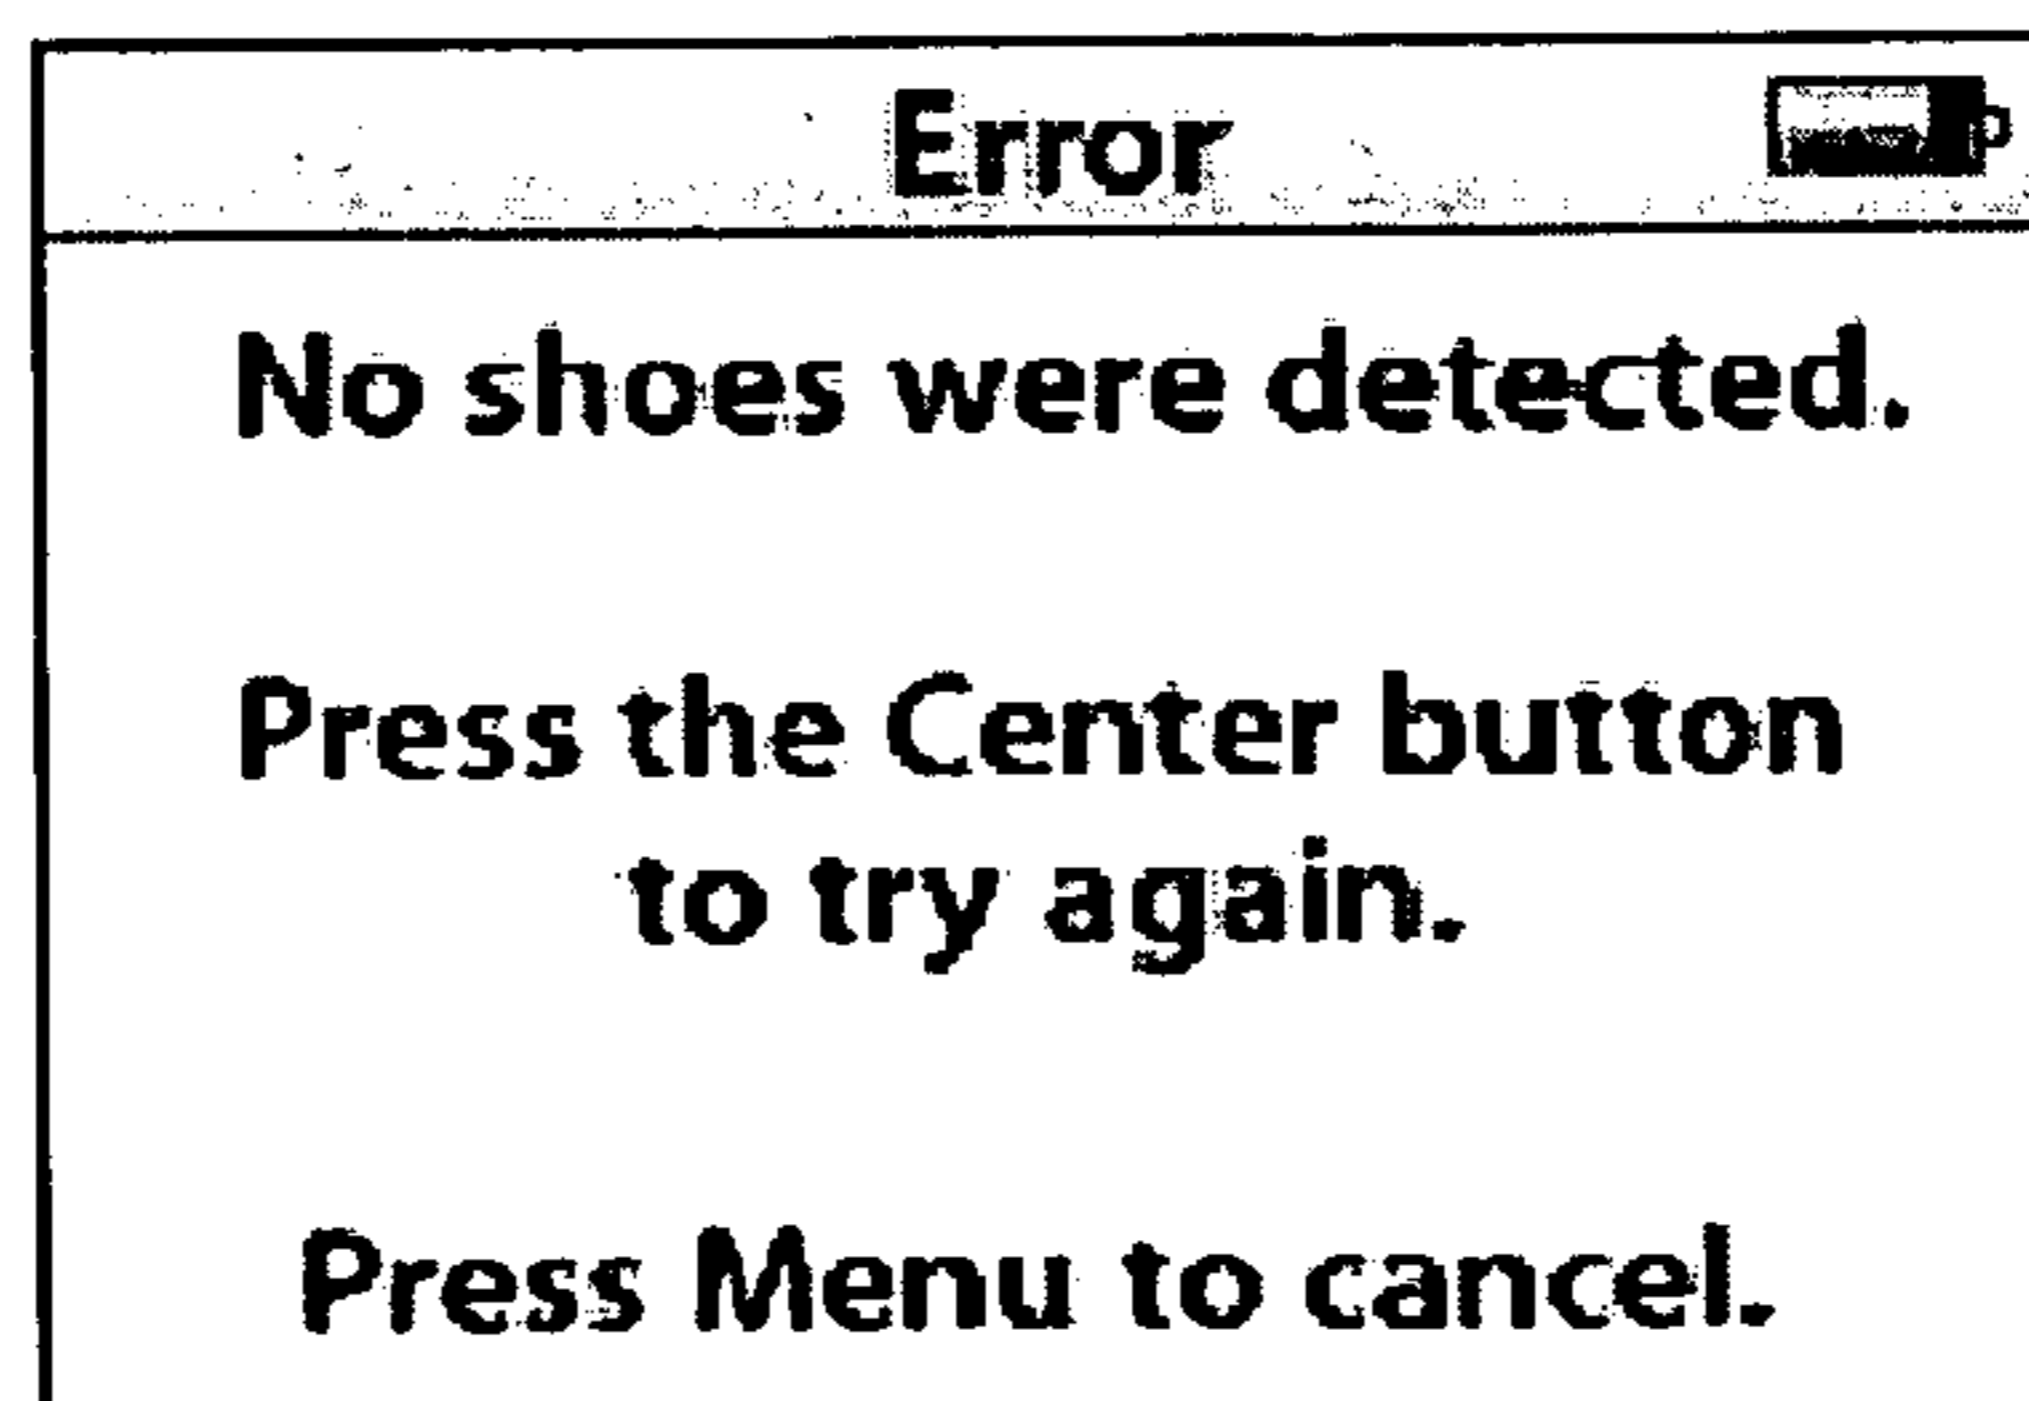 Error
No shoes were detected.
Press the Center button
to try again.
Press Menu to cancel.